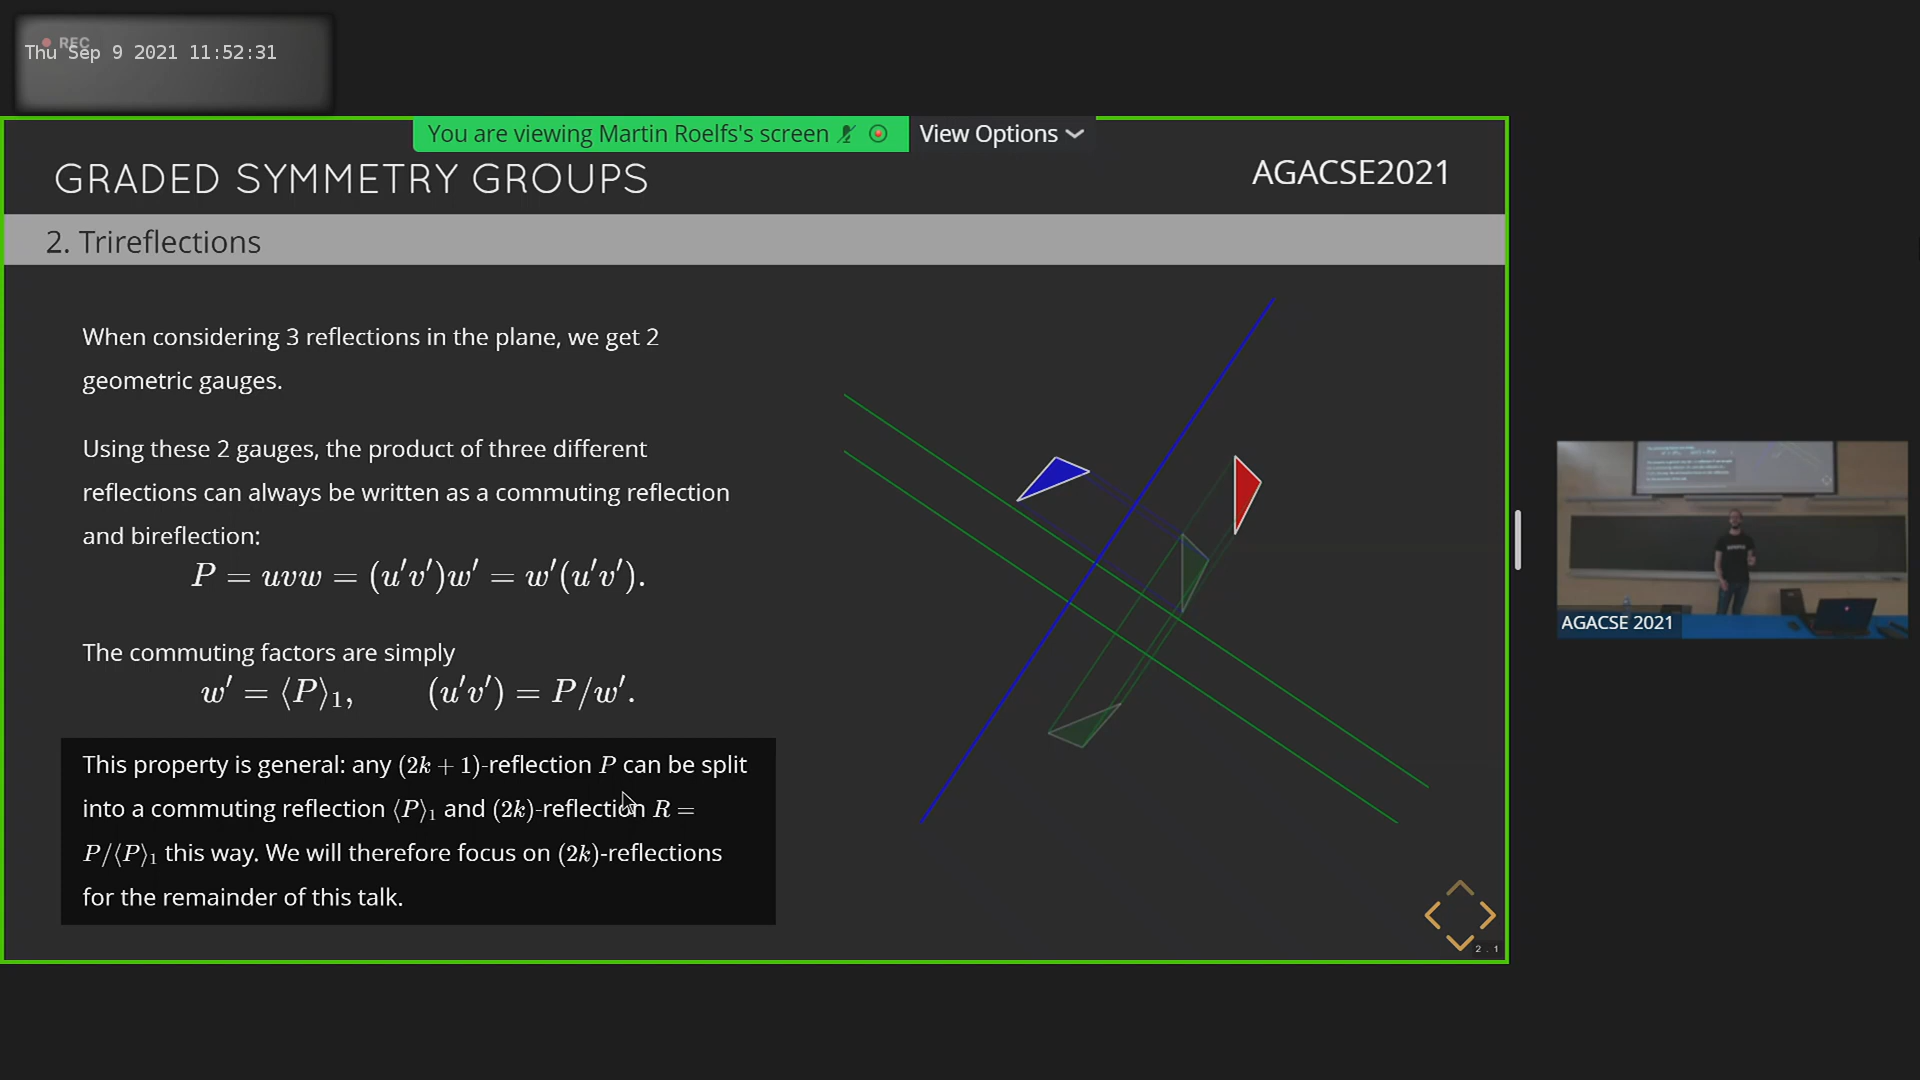 REC
Thu Sep 9 2021 11:52:31
You are viewing Martin Roelfs's screen
View Options
GRADED SYMMETRY GROUPS
AGACSE2021
2. Trireflections
When considering 3 reflections in the plane, we get 2
geometric gauges.
Using these 2 gauges, the product of three different
reflections can always be written as a commuting reflection
and bireflection:
P = uvw = (u′v′)w′ = w′(u′v′).
The commuting factors are simply
w′ = ⟨P⟩₁, (u′v′) = P/w′.
This property is general: any (2k + 1)-reflection P can be split
into a commuting reflection ⟨P⟩₁ and (2k)-reflection R =
P/⟨P⟩₁ this way. We will therefore focus on (2k)-reflections
for the remainder of this talk.
2.1
AGACSE 2021